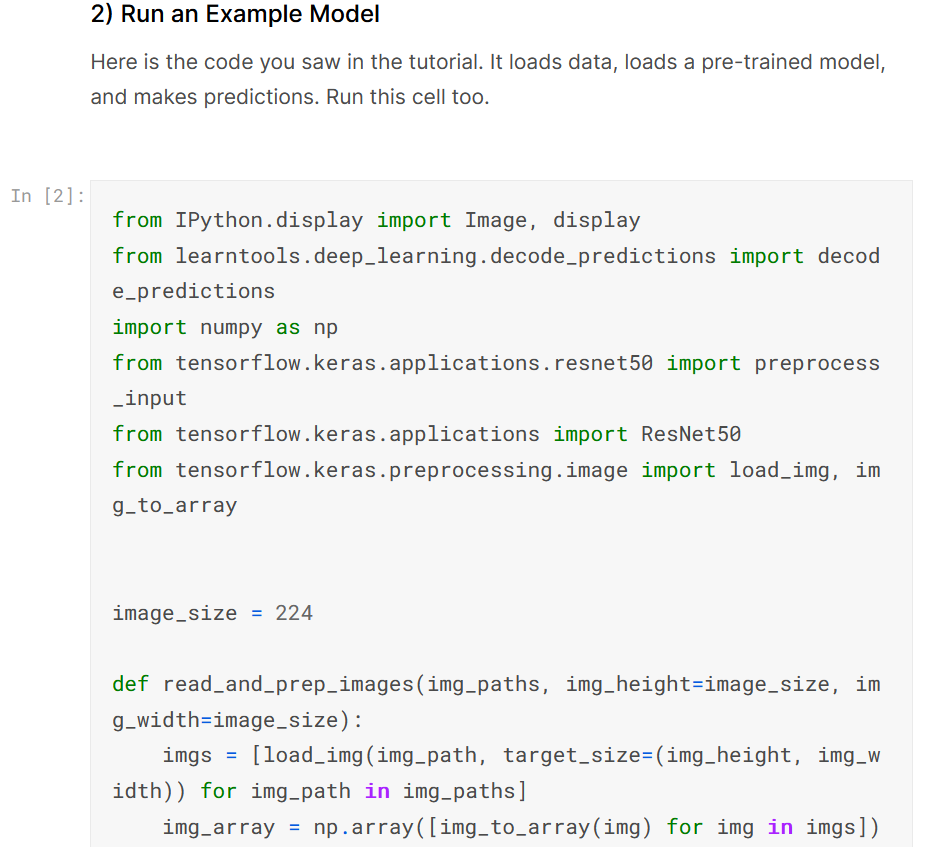 2) Run an Example Model
Here is the code you saw in the tutorial. It loads data, loads a pre-trained model,
and makes predictions. Run this cell too.
In [2]:
from IPython.display import Image, display
from learntools.deep_learning.decode_predictions import decod
e_predictions
import numpy as np
from tensorflow.keras.applications.resnet50 import preprocess
_input
from tensorflow.keras.applications import ResNet50
from tensorflow.keras.preprocessing.image import load_img, im
g_to_array
image_size = 224
def read_and_prep_images(img_paths, img_height=image_size, im
g_width=image_size):
    imgs = [load_img(img_path, target_size=(img_height, img_w
idth)) for img_path in img_paths]
    img_array = np.array([img_to_array(img) for img in imgs])